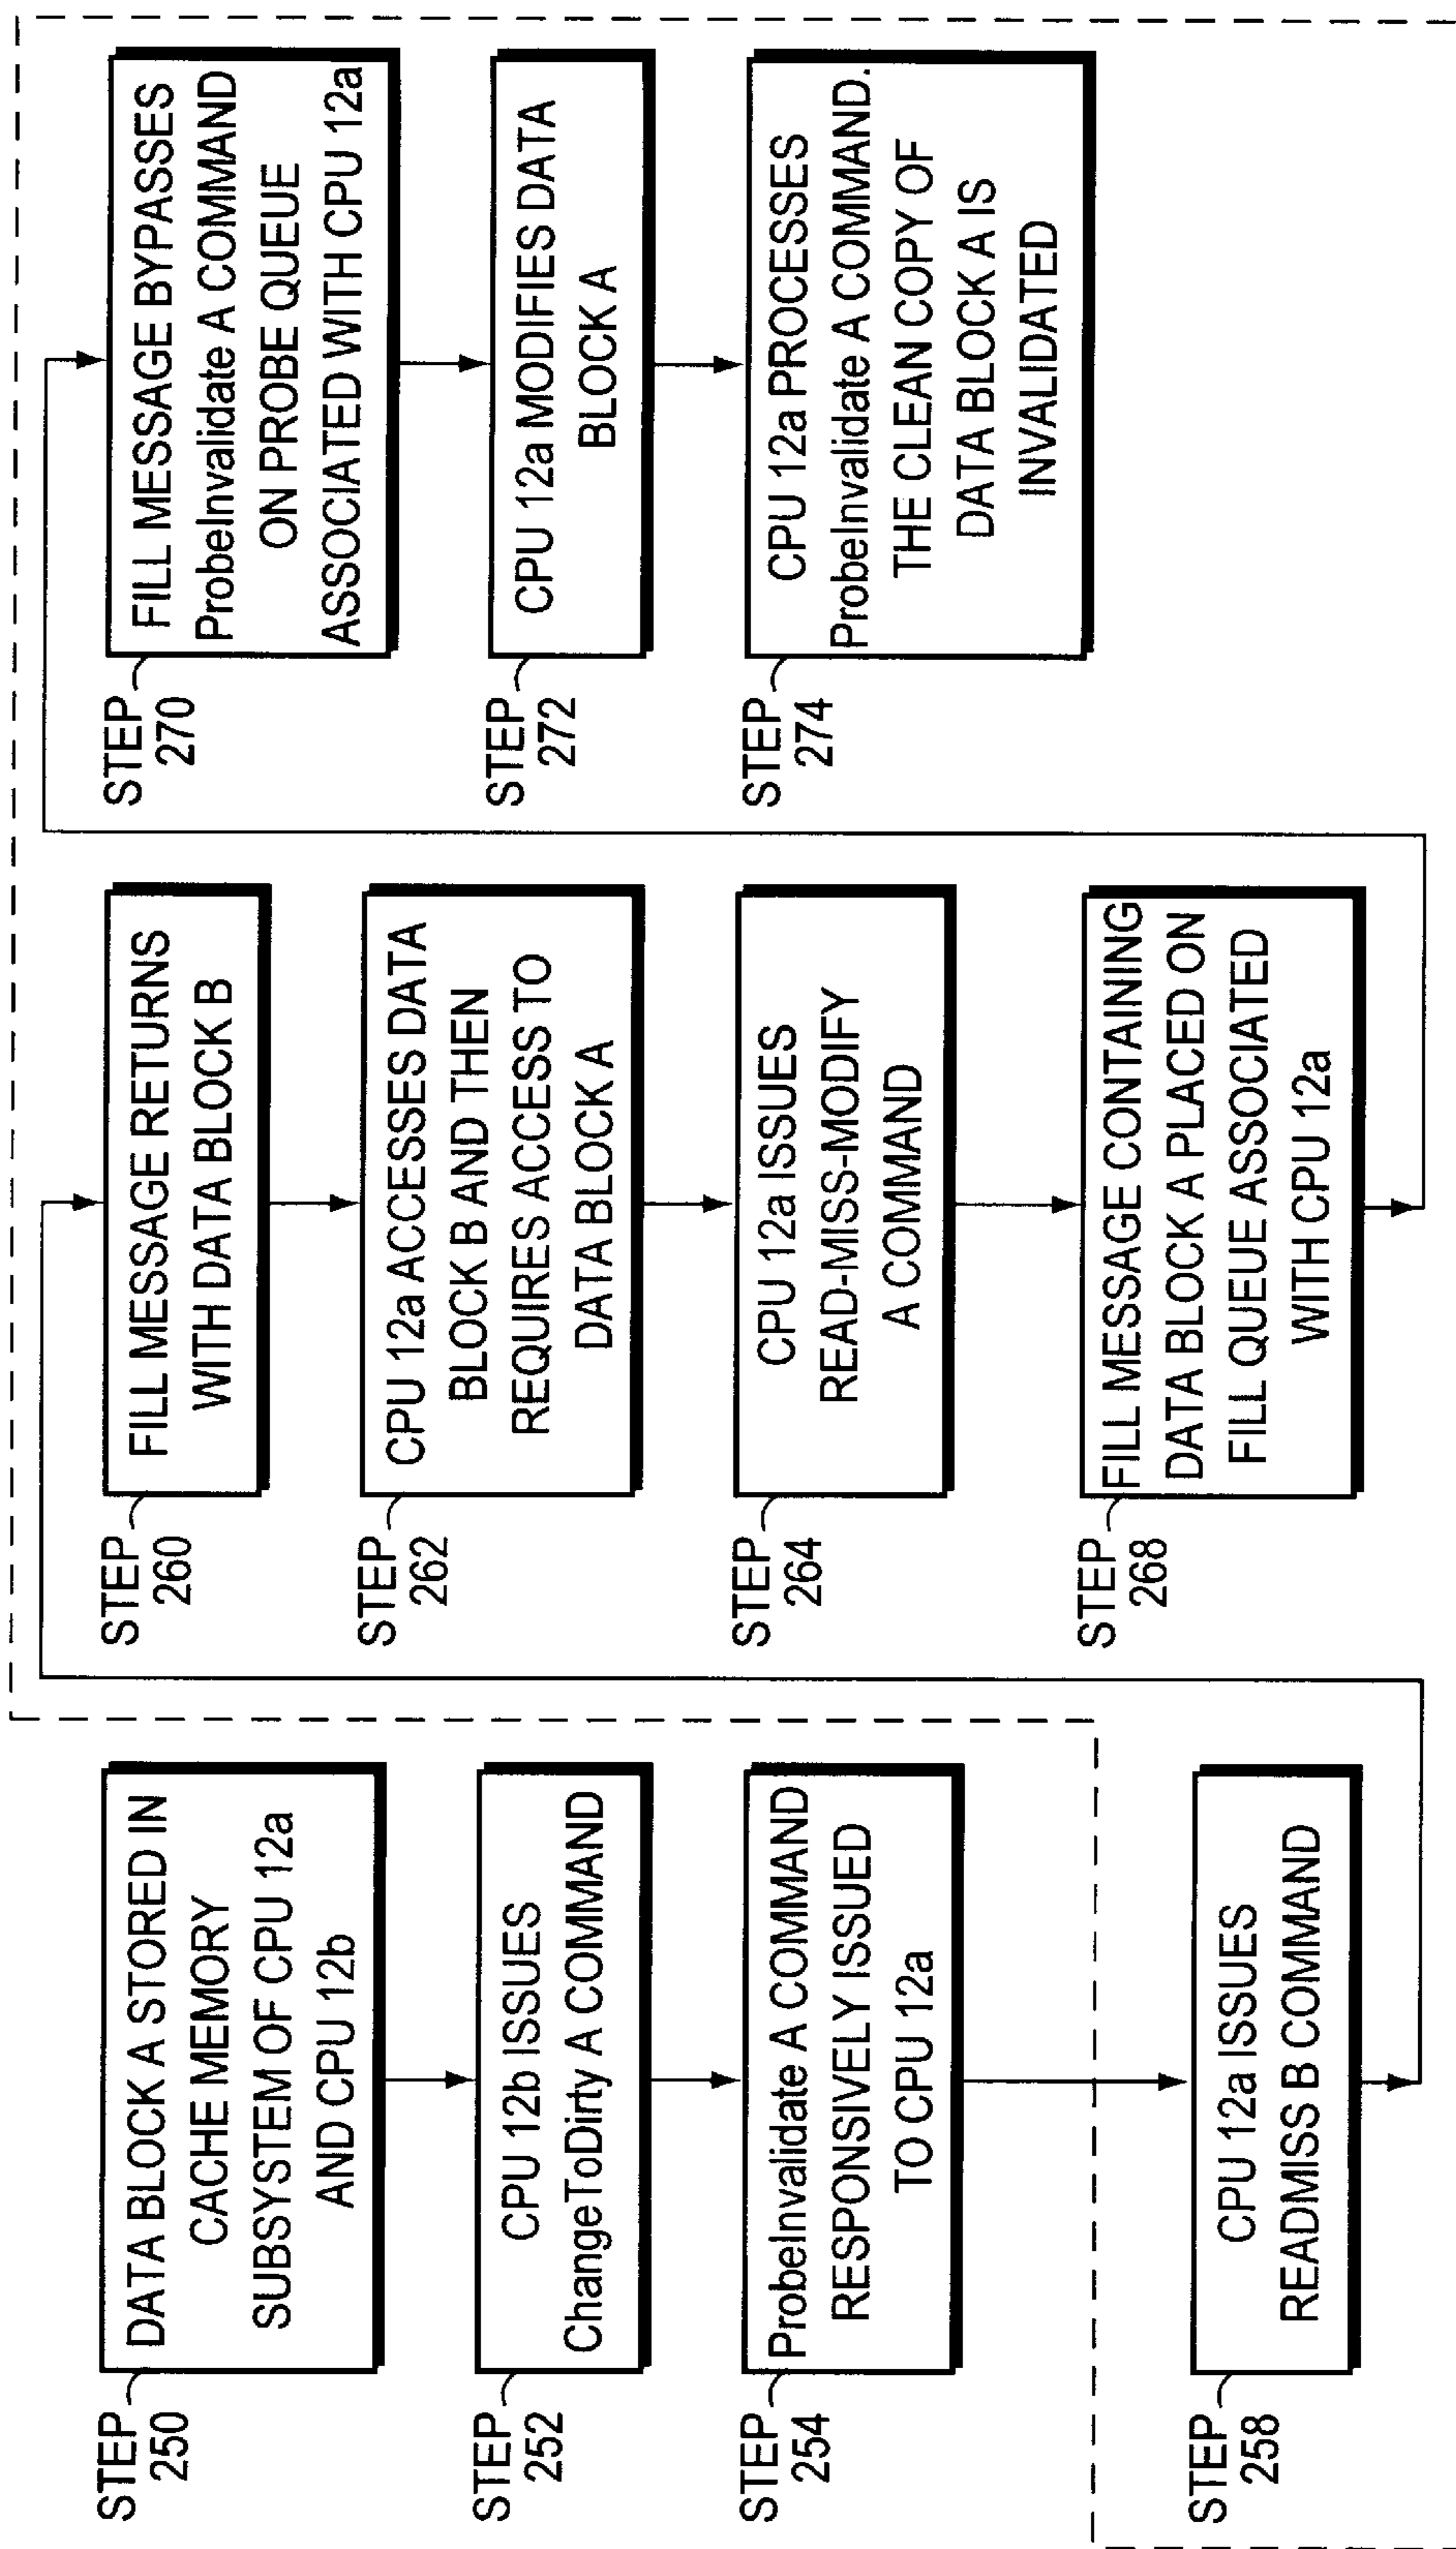 STEP
250
DATA BLOCK A STORED IN
CACHE MEMORY
SUBSYSTEM OF CPU 12a
AND CPU 12b
STEP
252
CPU 12b ISSUES
ChangeToDirty A COMMAND
STEP
254
ProbeInvalidate A COMMAND
RESPONSIVELY ISSUED
TO CPU 12a
STEP
258
CPU 12a ISSUES
READMISS B COMMAND
STEP
260
FILL MESSAGE RETURNS
WITH DATA BLOCK B
STEP
262
CPU 12a ACCESSES DATA
BLOCK B AND THEN
REQUIRES ACCESS TO
DATA BLOCK A
STEP
264
CPU 12a ISSUES
READ-MISS-MODIFY
A COMMAND
STEP
268
FILL MESSAGE CONTAINING
DATA BLOCK A PLACED ON
FILL QUEUE ASSOCIATED
WITH CPU 12a
STEP
270
FILL MESSAGE BYPASSES
ProbeInvalidate A COMMAND
ON PROBE QUEUE
ASSOCIATED WITH CPU 12a
STEP
272
CPU 12a MODIFIES DATA
BLOCK A
STEP
274
CPU 12a PROCESSES
ProbeInvalidate A COMMAND.
THE CLEAN COPY OF
DATA BLOCK A IS
INVALIDATED